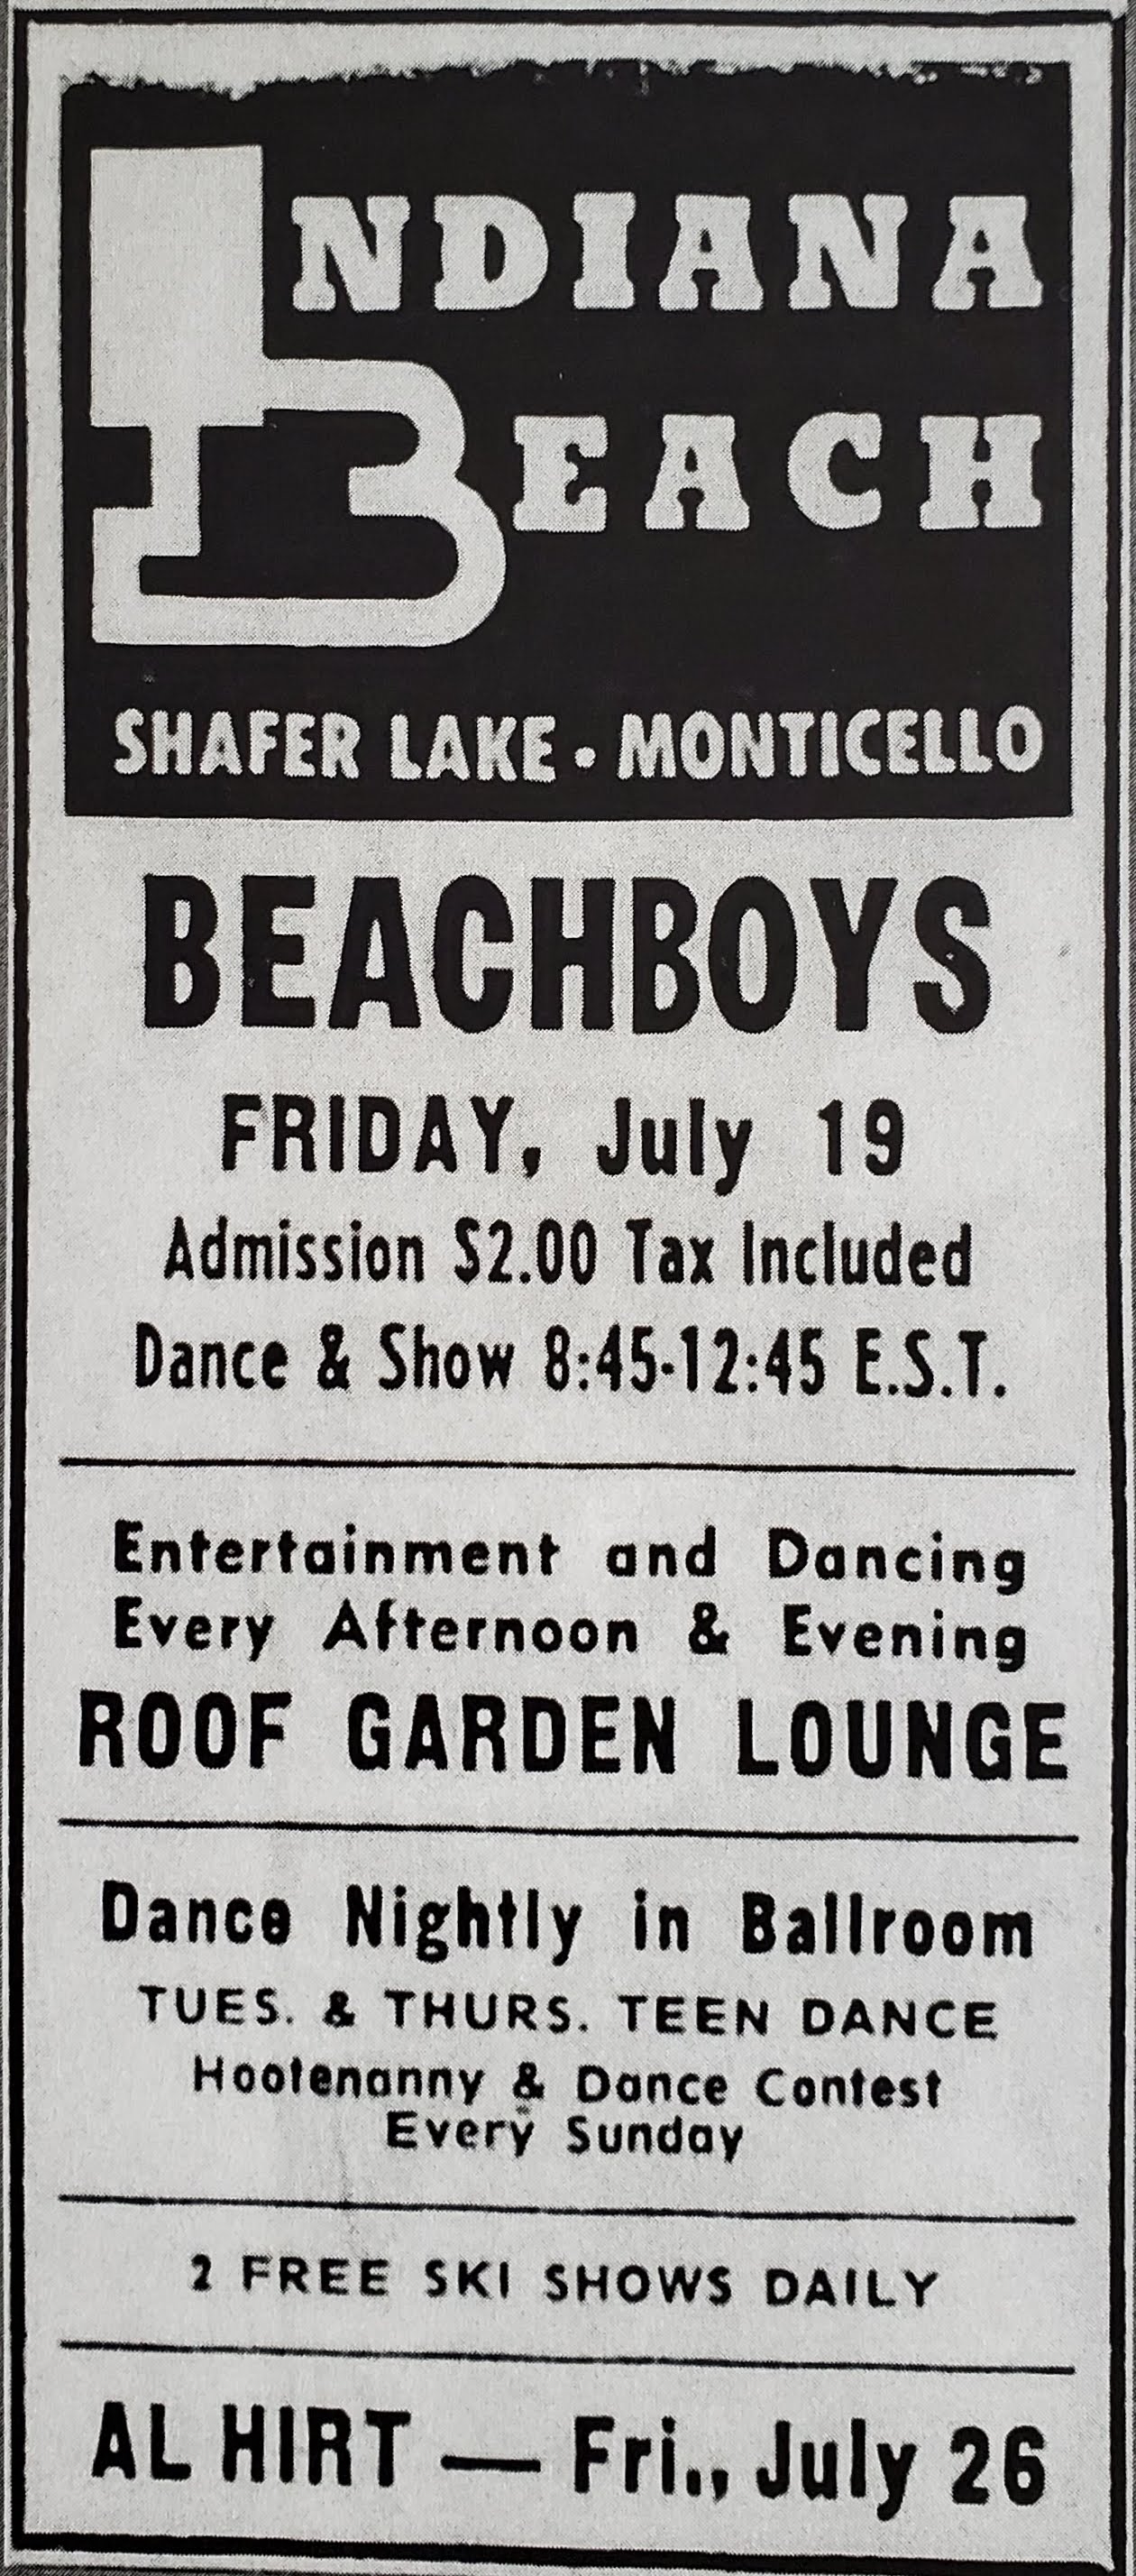 INDIANA
BEACH
SHAFER LAKE • MONTICELLO
BEACHBOYS
FRIDAY, July 19
Admission $2.00 Tax Included
Dance & Show 8:45-12:45 E.S.T.
Entertainment and Dancing
Every Afternoon & Evening
ROOF GARDEN LOUNGE
Dance Nightly in Ballroom
TUES. & THURS. TEEN DANCE
Hootenanny & Dance Contest
Every Sunday
2 FREE SKI SHOWS DAILY
AL HIRT — Fri., July 26